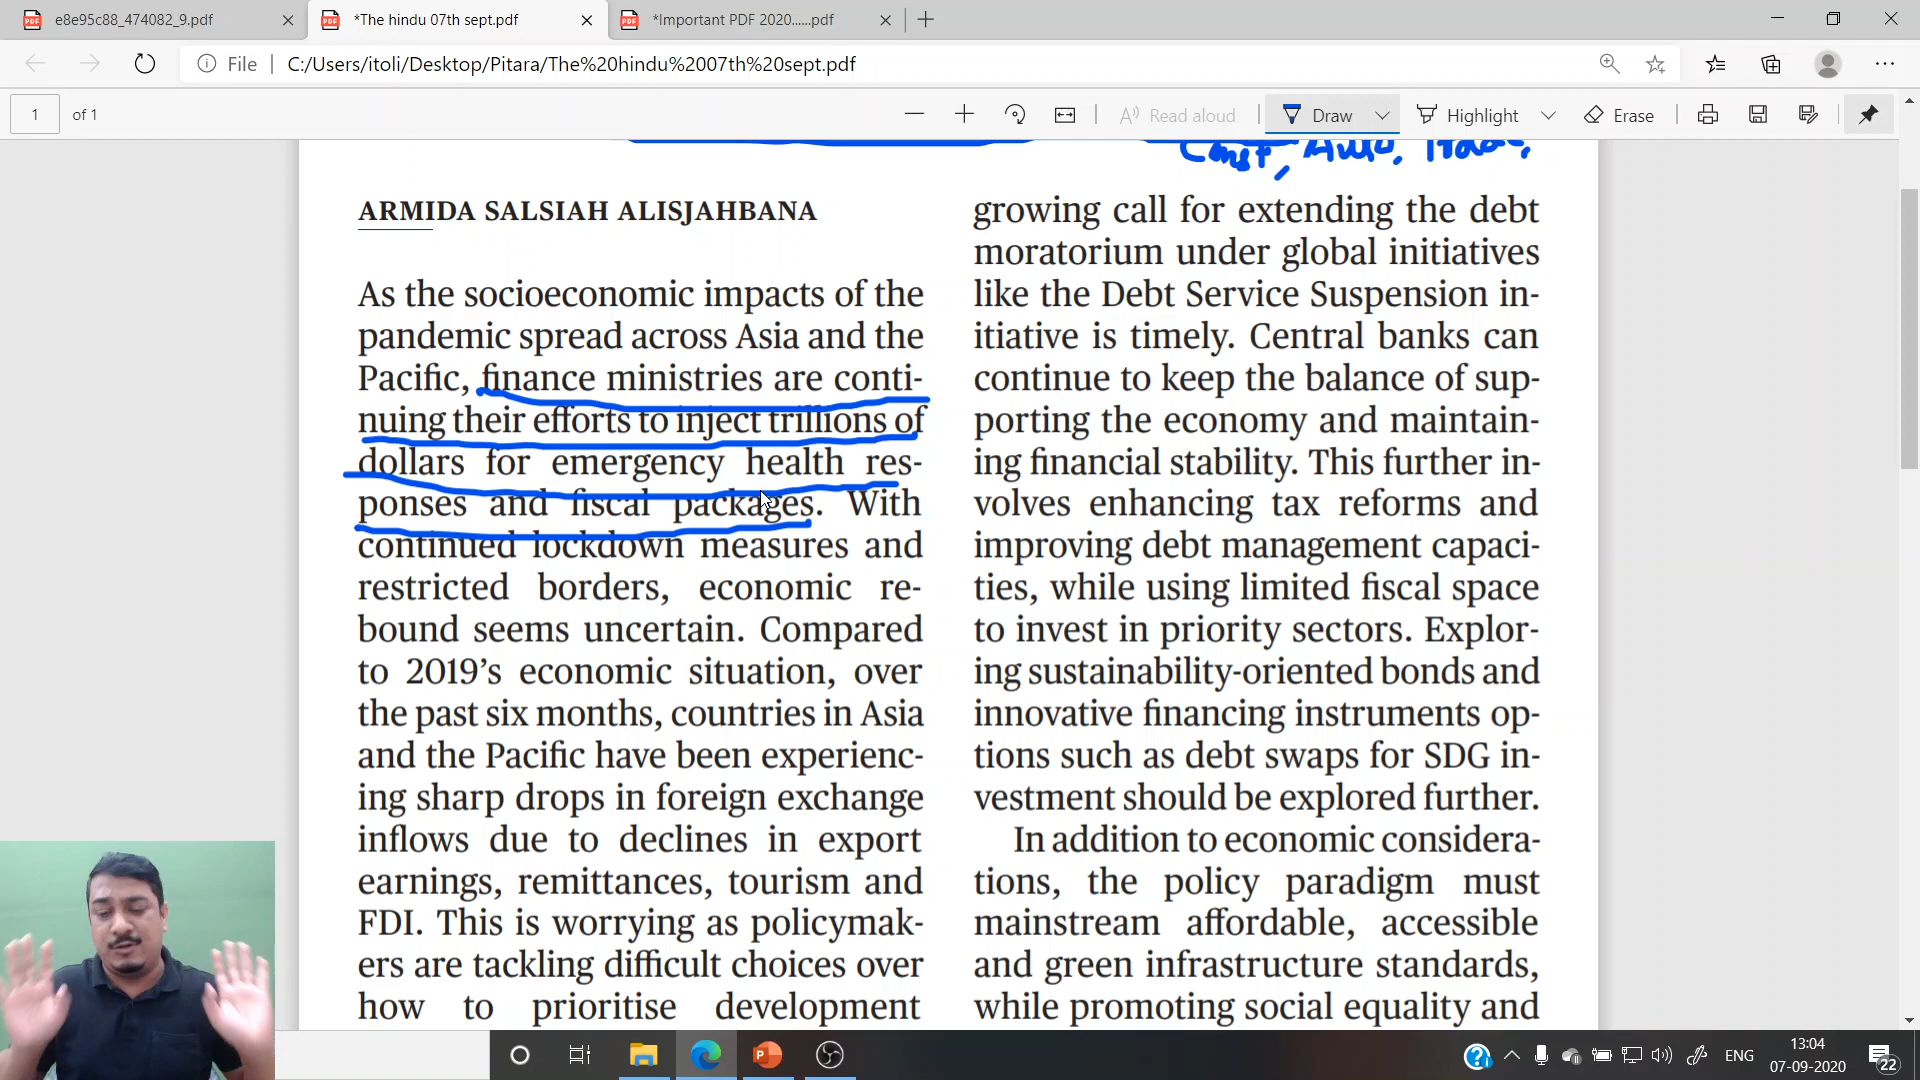 e8e95c88_474082_9.pdf
*The hindu 07th sept.pdf
*Important PDF 2020......pdf
File
C:/Users/itoli/Desktop/Pitara/The%20hindu%2007th%20sept.pdf
1 of 1
Read aloud
Draw
Highlight
Erase
Const, Auto,
ARMIDA SALSIAH ALISJAHBANA
As the socioeconomic impacts of the
pandemic spread across Asia and the
Pacific, finance ministries are conti-
nuing their efforts to inject trillions of
dollars for emergency health res-
ponses and fiscal packages. With
continued lockdown measures and
restricted borders, economic re-
bound seems uncertain. Compared
to 2019’s economic situation, over
the past six months, countries in Asia
and the Pacific have been experienc-
ing sharp drops in foreign exchange
inflows due to declines in export
earnings, remittances, tourism and
FDI. This is worrying as policymak-
ers are tackling difficult choices over
how to prioritise development
growing call for extending the debt
moratorium under global initiatives
like the Debt Service Suspension in-
itiative is timely. Central banks can
continue to keep the balance of sup-
porting the economy and maintain-
ing financial stability. This further in-
volves enhancing tax reforms and
improving debt management capaci-
ties, while using limited fiscal space
to invest in priority sectors. Explor-
ing sustainability-oriented bonds and
innovative financing instruments op-
tions such as debt swaps for SDG in-
vestment should be explored further.
In addition to economic considera-
tions, the policy paradigm must
mainstream affordable, accessible
and green infrastructure standards,
while promoting social equality and
ENG
13:04
07-09-2020
22